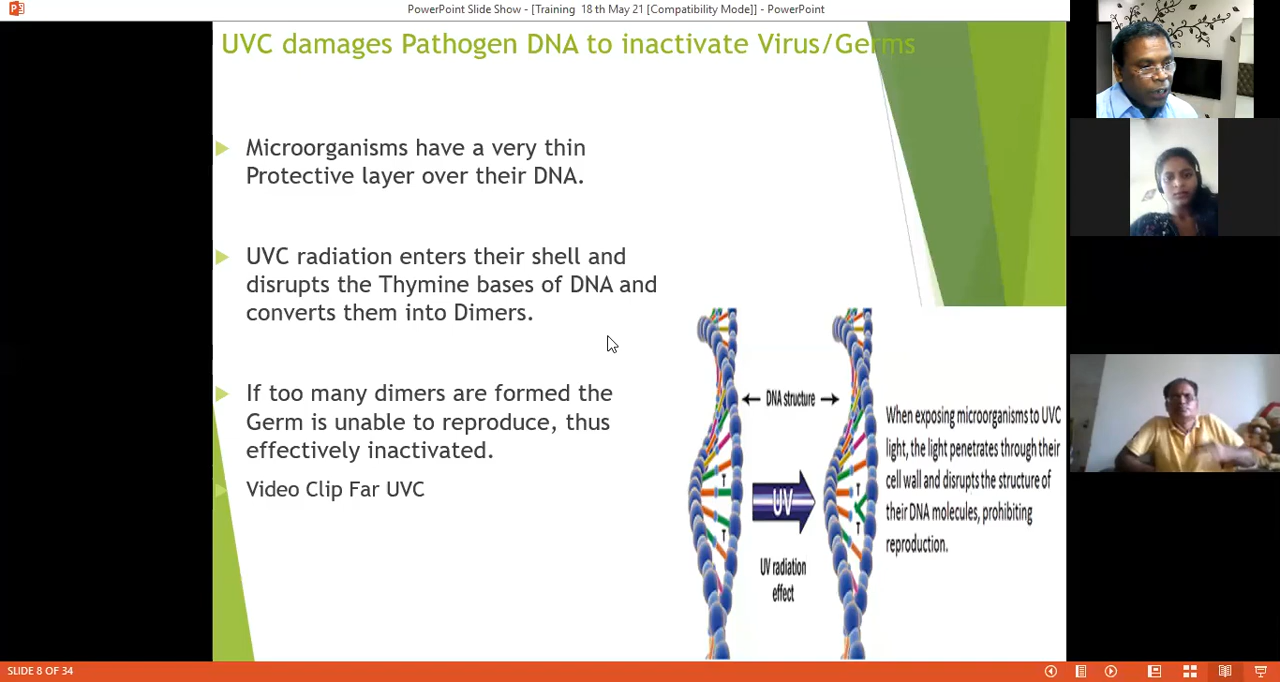 PowerPoint Slide Show - [Training 18 th May 21 [Compatibility Mode]] - PowerPoint
UVC damages Pathogen DNA to inactivate Virus/Germs
Microorganisms have a very thin
Protective layer over their DNA.
UVC radiation enters their shell and
disrupts the Thymine bases of DNA and
converts them into Dimers.
If too many dimers are formed the
Germ is unable to reproduce, thus
effectively inactivated.
Video Clip Far UVC
DNA structure
T
T
UV
T
T
UV radiation
effect
When exposing microorganisms to UVC
light, the light penetrates through their
cell wall and disrupts the structure of
their DNA molecules, prohibiting
reproduction.
SLIDE 8 OF 34